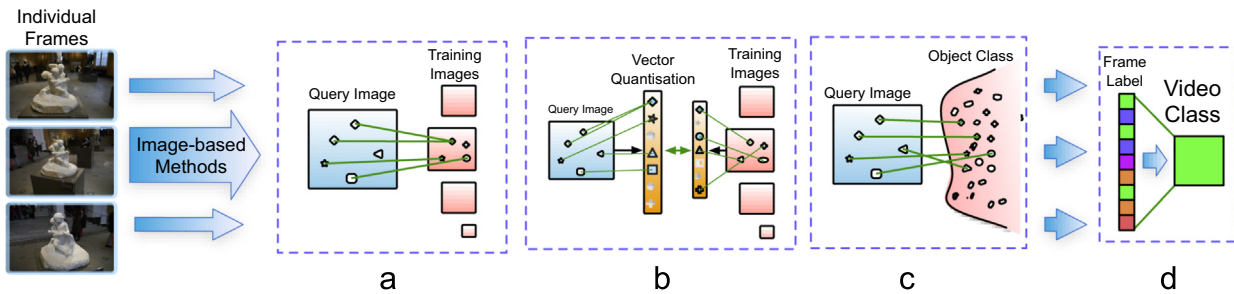 Individual
Frames
Image-based
Methods
Query Image
Training
Images
a
Query Image
Vector
Quantisation
Training
Images
b
Query Image
Object Class
c
Frame
Label
Video
Class
d